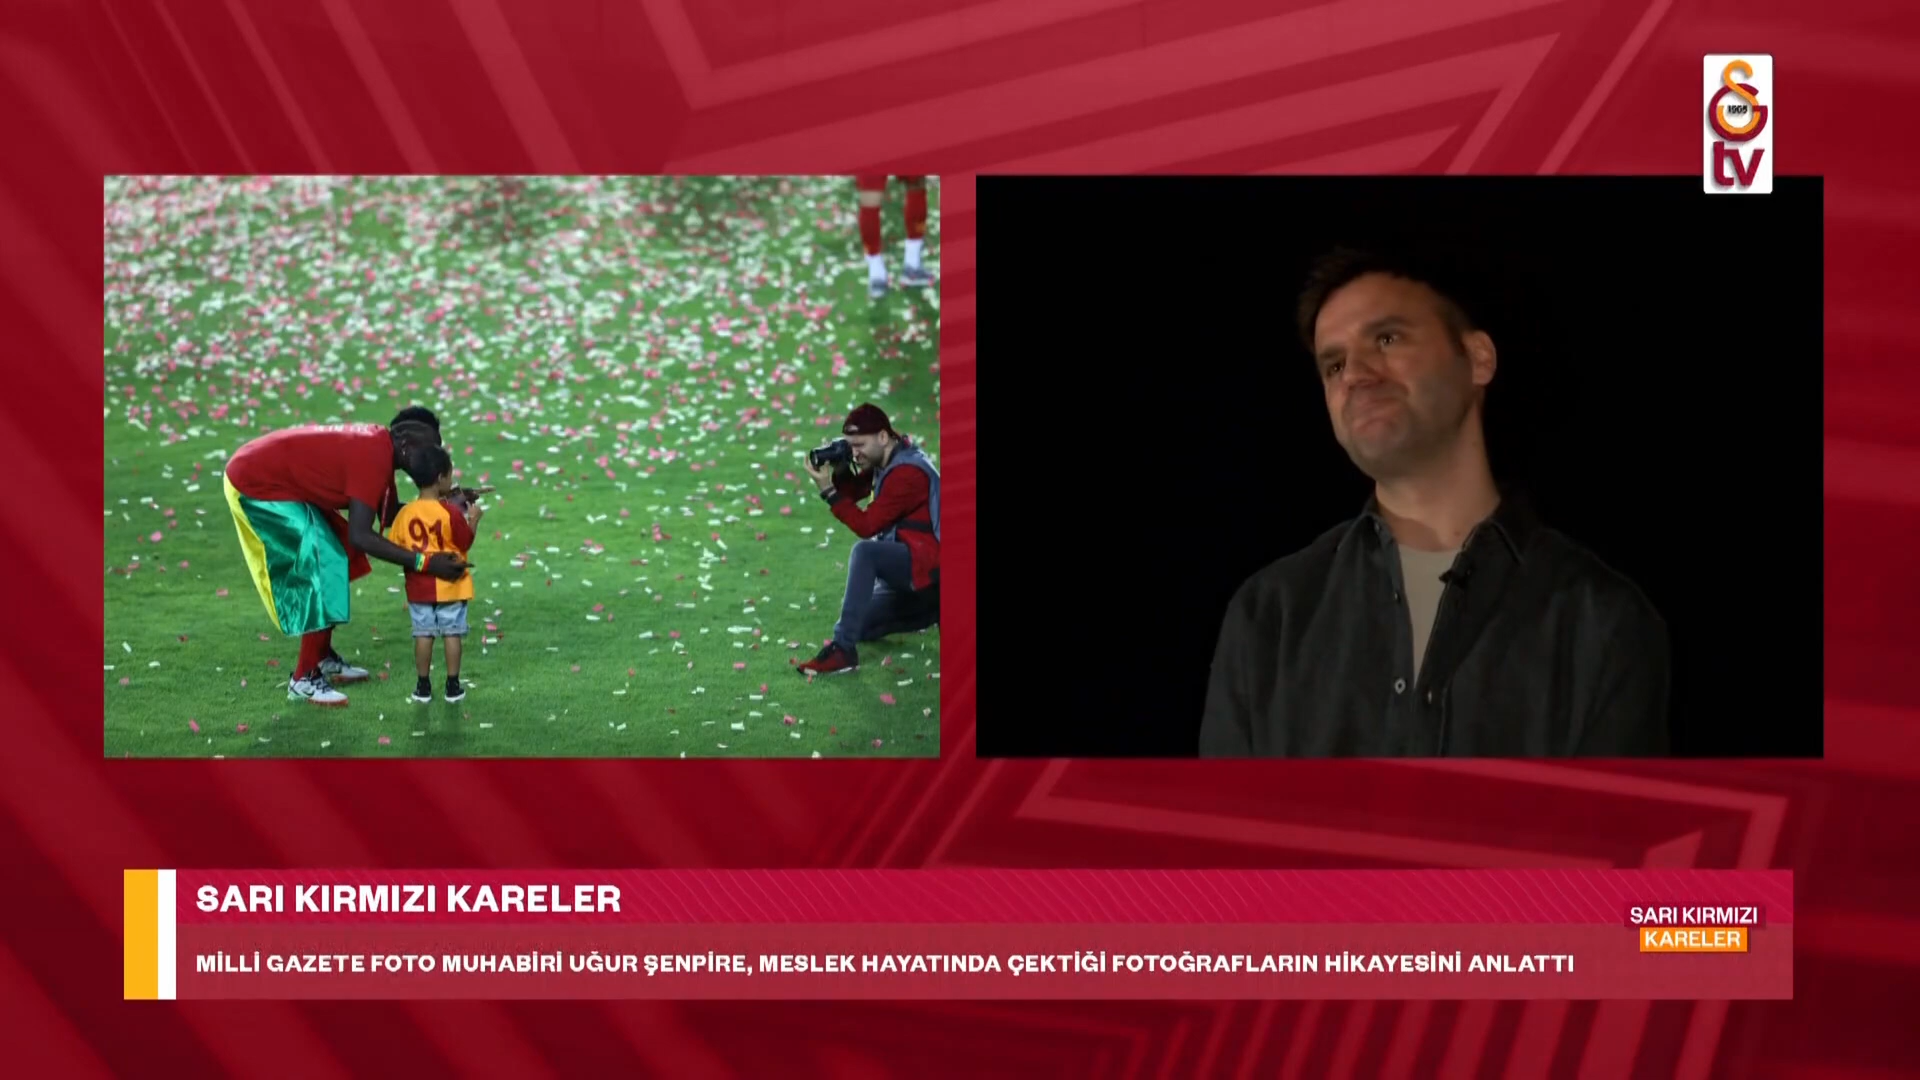 1905
tv
91
SARI KIRMIZI KARELER
MİLLİ GAZETE FOTO MUHABİRİ UĞUR ŞENPİRE, MESLEK HAYATINDA ÇEKTİĞİ FOTOĞRAFLARIN HİKAYESİNİ ANLATTI
SARI KIRMIZI
KARELER